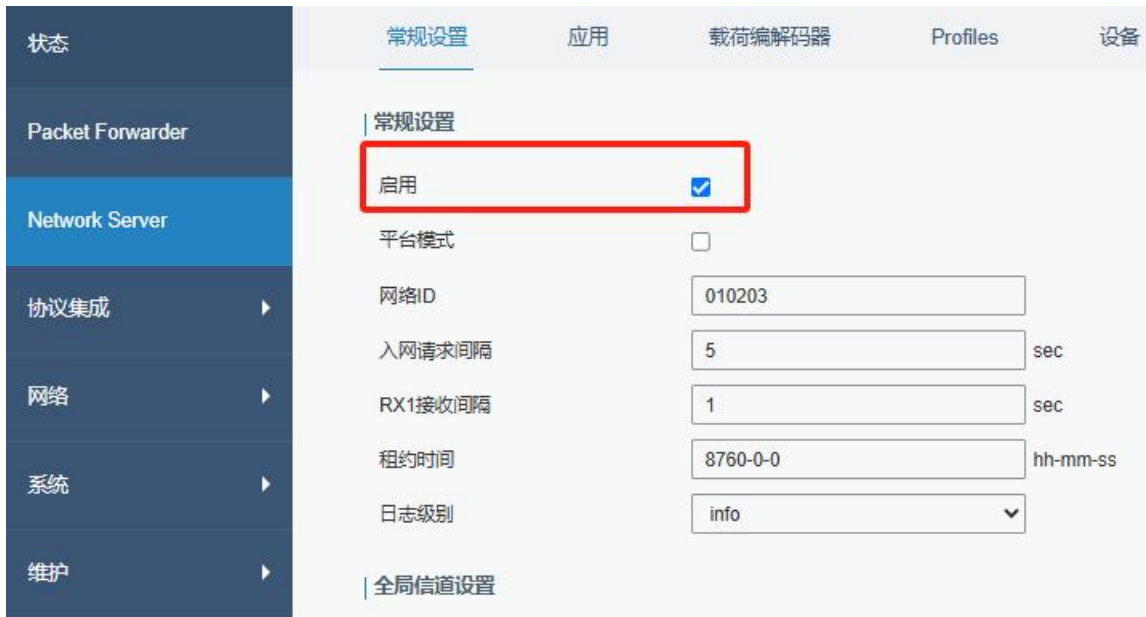 状态
Packet Forwarder
Network Server
协议集成
网络
系统
维护
常规设置 应用 载荷编解码器 Profiles 设备
常规设置
启用
平台模式
网络ID 010203
入网请求间隔 5 sec
RX1接收间隔 1 sec
租约时间 8760-0-0 hh-mm-ss
日志级别 info
全局信道设置